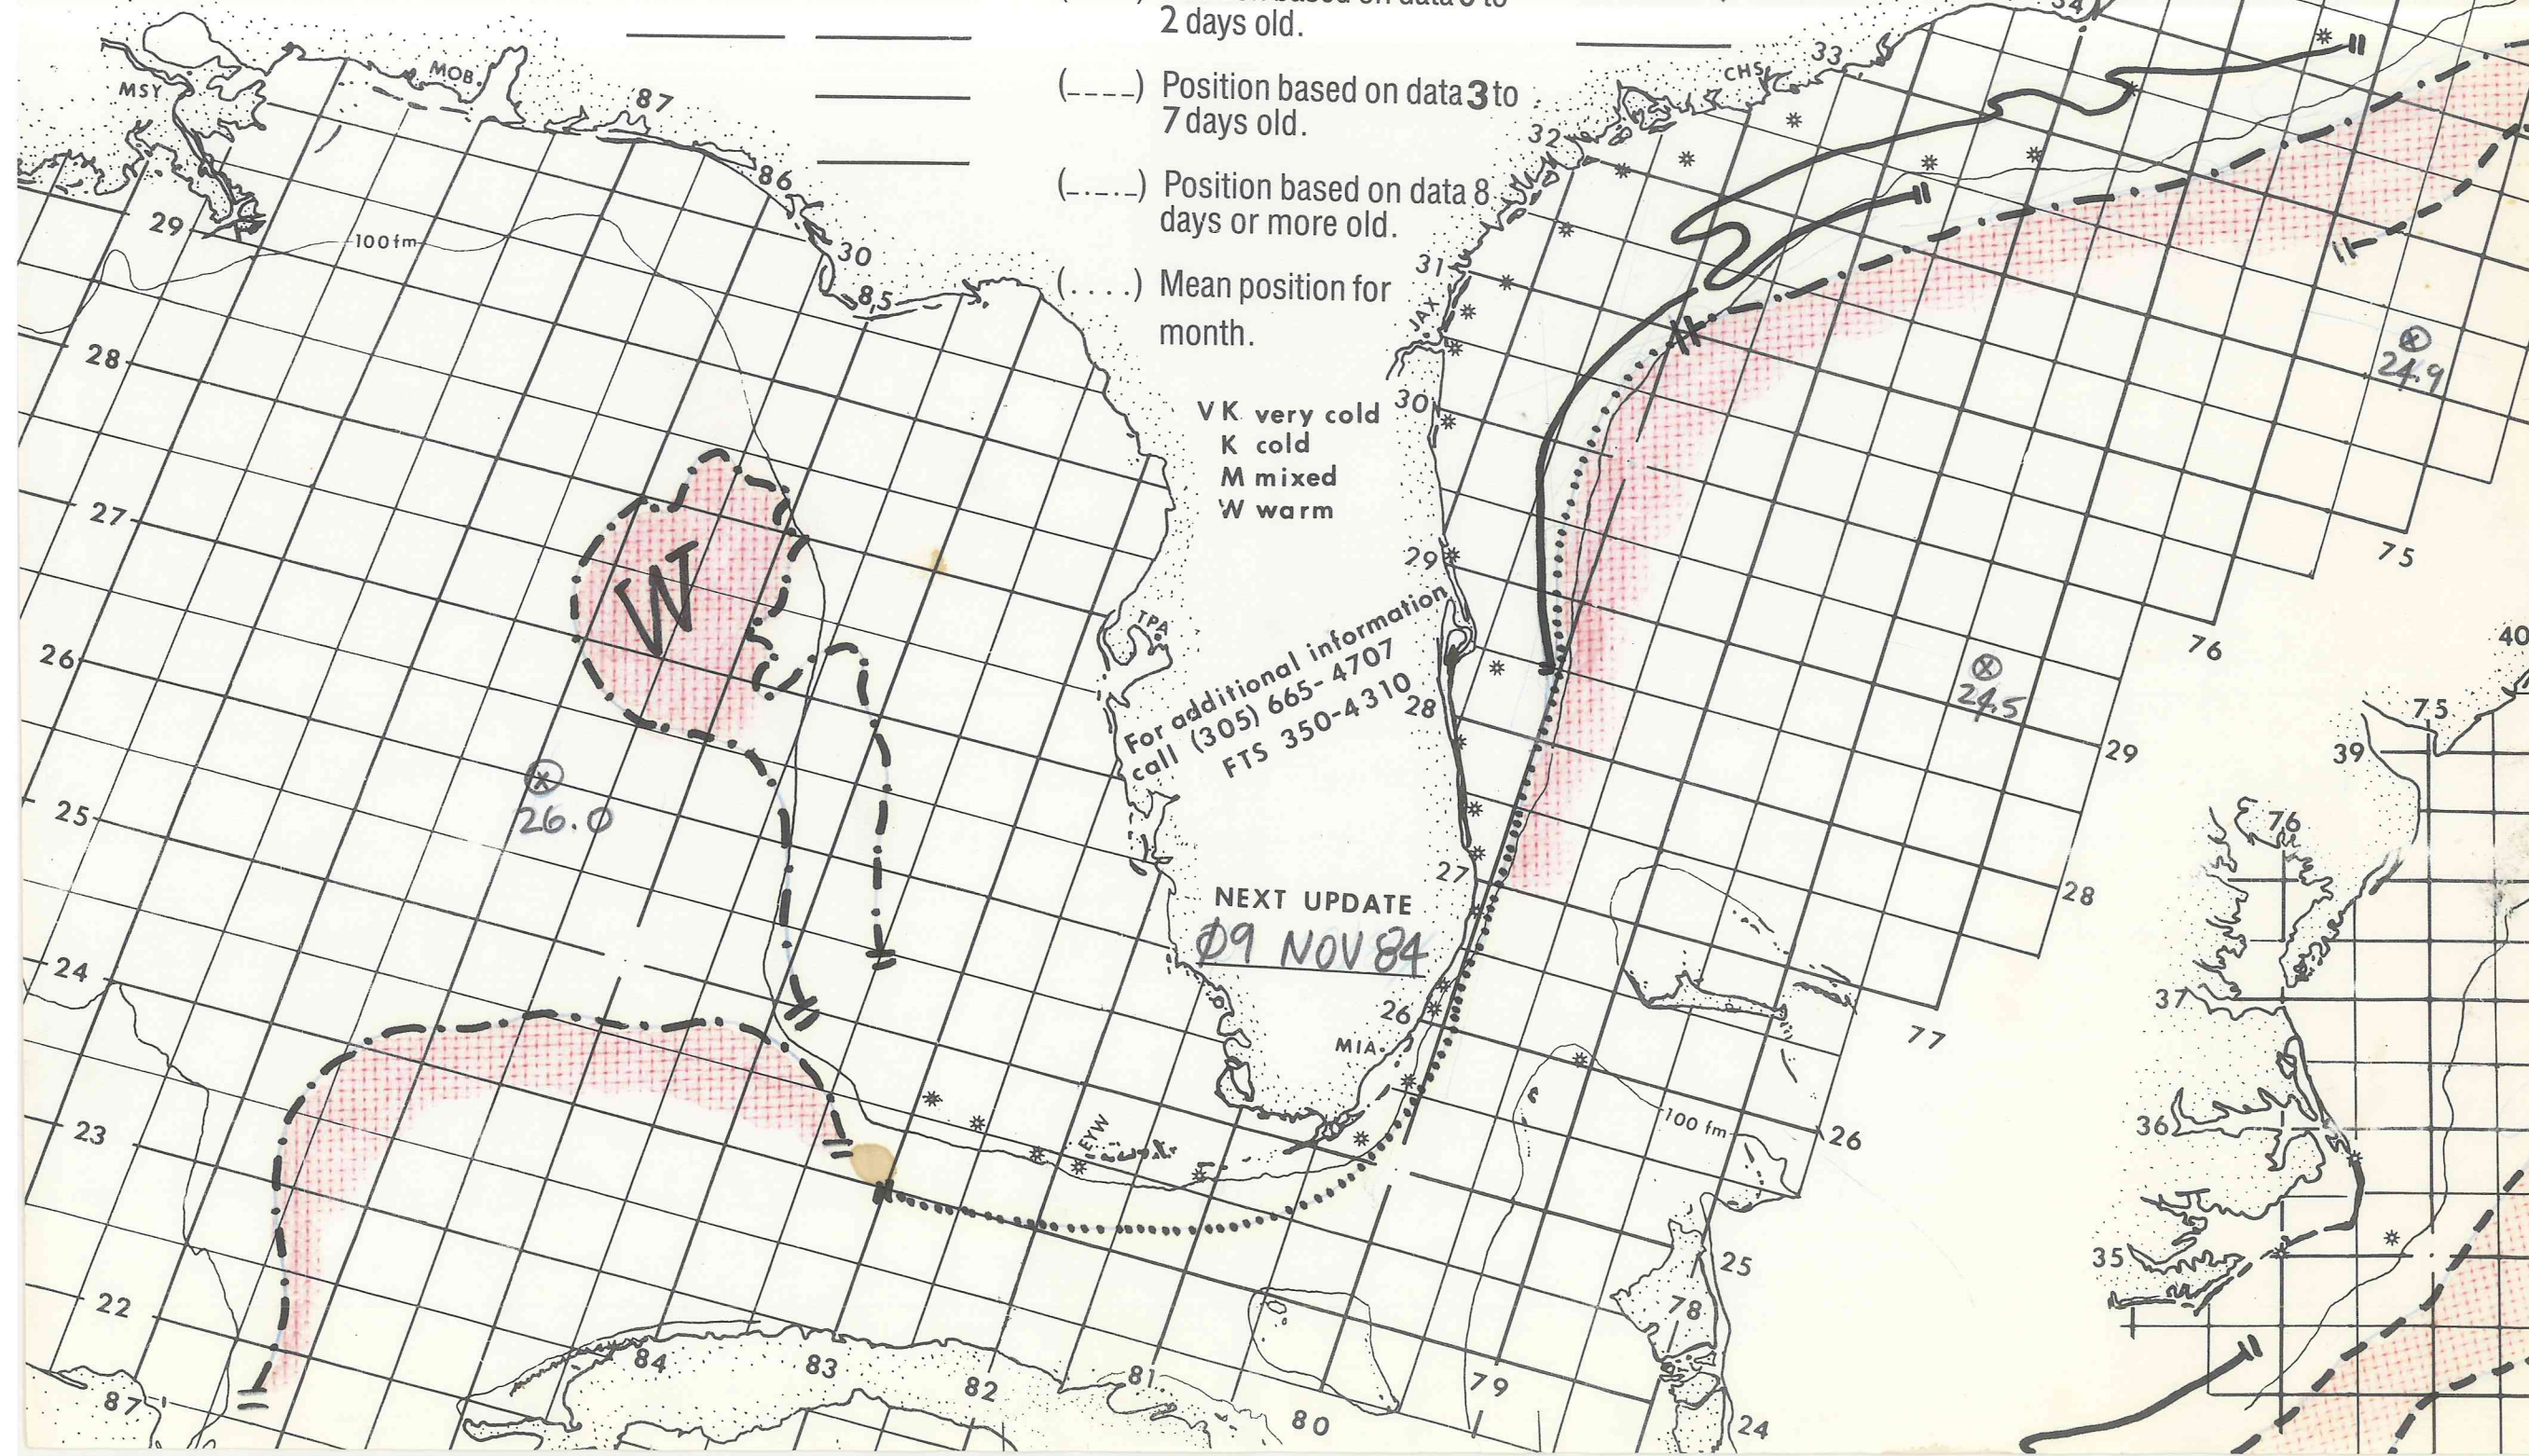 2 days old.
(----) Position based on data 3 to
7 days old.
(_._._) Position based on data 8
days or more old.
(....) Mean position for
month.
VK very cold
K cold
M mixed
W warm
For additional information
call (305) 665-4707
FTS 350-4310
NEXT UPDATE
Ø9 NOV 84
MSY
MOB
87
86
30
85
29
100 fm
28
27
26
25
24
23
22
87
W
26.0
TPA
EYW
MIA
JAX
CHS
34
33
32
31
30
29
28
27
26
84
83
82
81
80
79
78
24
25
26
100 fm
77
28
29
76
75
24.9
24.5
40
75
39
76
37
36
35